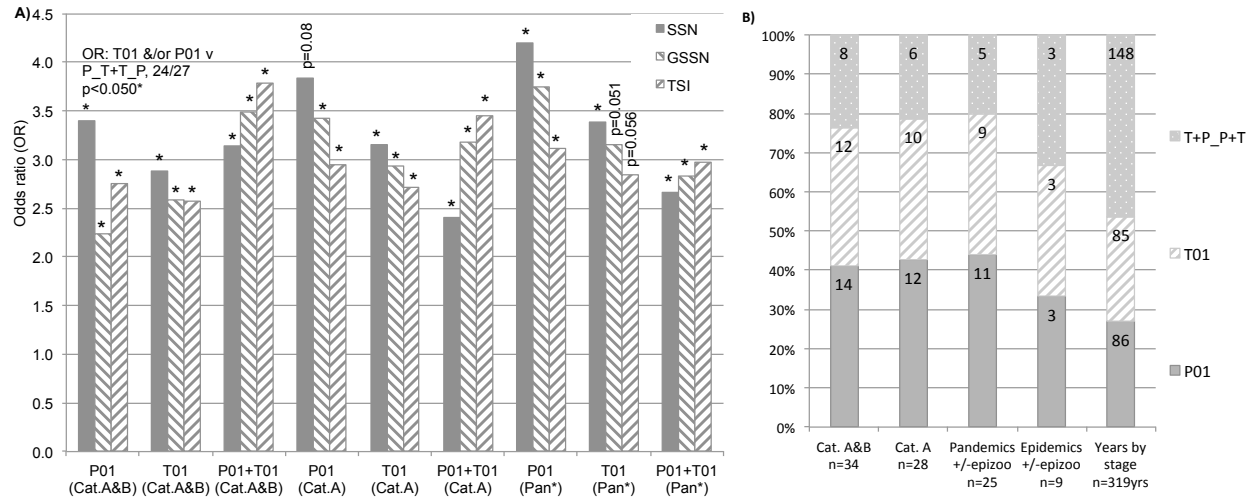 A)
4.5
4.0
3.5
3.0
2.5
2.0
1.5
1.0
0.5
0.0
Odds ratio (OR)
OR: T01 &/or P01 v
P_T+T_P, 24/27
p<0.050*
* * * * * * * * *
p=0.08
* * * * * * * * * * *
p=0.051
p=0.056
* * * *
SSN
GSSN
TSI
P01
(Cat.A&B)
T01
(Cat.A&B)
P01+T01
(Cat.A&B)
P01
(Cat.A)
T01
(Cat.A)
P01+T01
(Cat.A)
P01
(Pan*)
T01
(Pan*)
P01+T01
(Pan*)
B)
100%
90%
80%
70%
60%
50%
40%
30%
20%
10%
0%
8 6 5 3 148
12 10 9 3 85
14 12 11 3 86
T+P_P+T
T01
P01
Cat. A&B
n=34
Cat. A
n=28
Pandemics
+/-epizoo
n=25
Epidemics
+/-epizoo
n=9
Years by
stage
n=319yrs